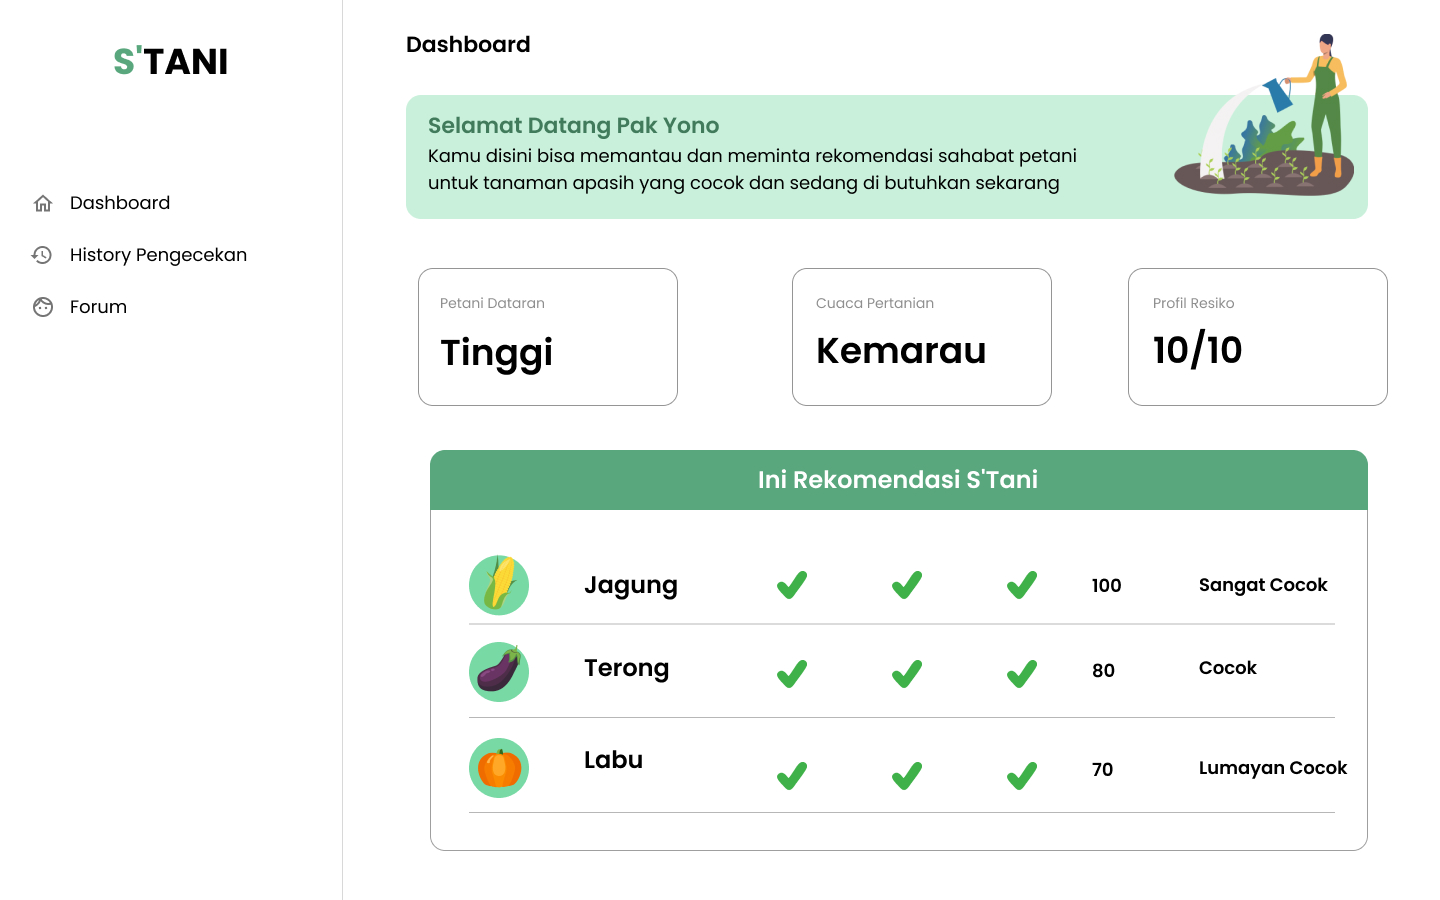 S'TANI
Dashboard
History Pengecekan
Forum
Dashboard
Selamat Datang Pak Yono
Kamu disini bisa memantau dan meminta rekomendasi sahabat petani
untuk tanaman apasih yang cocok dan sedang di butuhkan sekarang
Petani Dataran
Tinggi
Cuaca Pertanian
Kemarau
Profil Resiko
10/10
Ini Rekomendasi S'Tani
Jagung 100 Sangat Cocok
Terong 80 Cocok
Labu 70 Lumayan Cocok